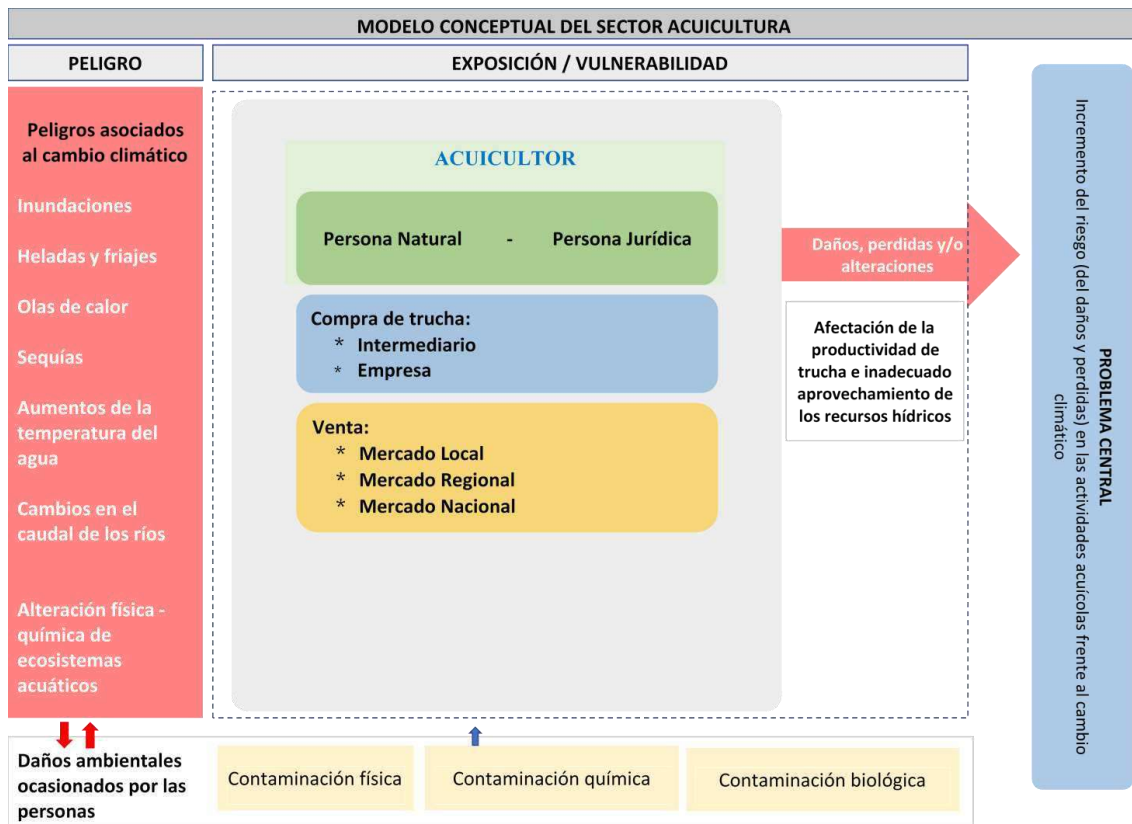 MODELO CONCEPTUAL DEL SECTOR ACUICULTURA
PELIGRO
EXPOSICIÓN / VULNERABILIDAD
Peligros asociados
al cambio climático
Inundaciones
Heladas y friajes
Olas de calor
Sequías
Aumentos de la
temperatura del
agua
Cambios en el
caudal de los ríos
Alteración física -
química de
ecosistemas
acuáticos
ACUICULTOR
Persona Natural - Persona Jurídica
Compra de trucha:
* Intermediario
* Empresa
Venta:
* Mercado Local
* Mercado Regional
* Mercado Nacional
Daños, perdidas y/o
alteraciones
Afectación de la
productividad de
trucha e inadecuado
aprovechamiento de
los recursos hídricos
PROBLEMA CENTRAL
Incremento del riesgo (del daños y perdidas) en las actividades acuícolas frente al cambio
climático
Daños ambientales
ocasionados por las
personas
Contaminación física
Contaminación química
Contaminación biológica